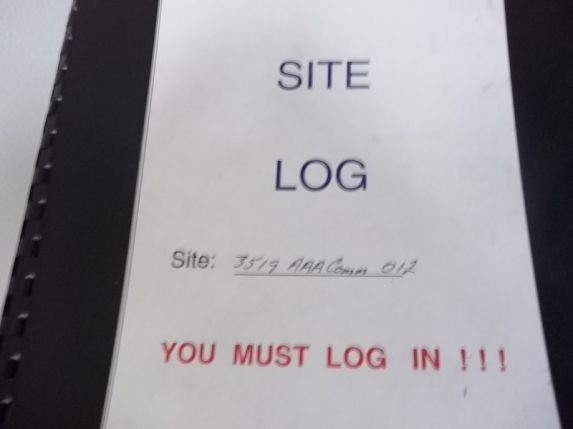 SITE
LOG
Site: 3519 AAA Comm 012
YOU MUST LOG IN !!!